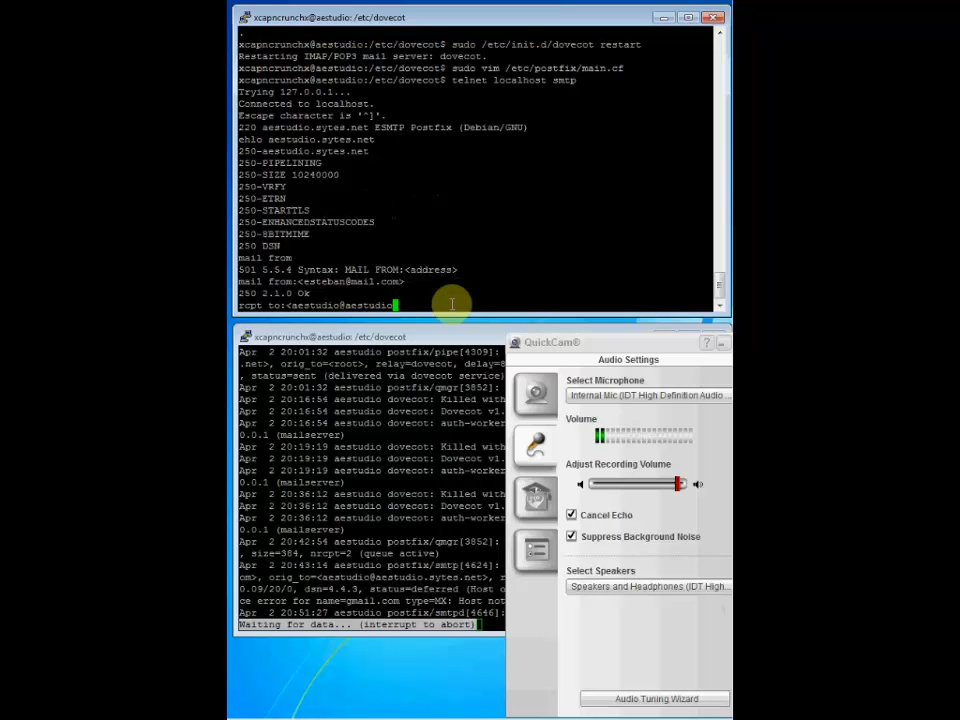 xcapncrunchx@aestudio: /etc/dovecot
.
xcapncrunchx@aestudio:/etc/dovecot$ sudo /etc/init.d/dovecot restart
Restarting IMAP/POP3 mail server: dovecot.
xcapncrunchx@aestudio:/etc/dovecot$ sudo vim /etc/postfix/main.cf
xcapncrunchx@aestudio:/etc/dovecot$ telnet localhost smtp
Trying 127.0.0.1...
Connected to localhost.
Escape character is '^]'.
220 aestudio.sytes.net ESMTP Postfix (Debian/GNU)
ehlo aestudio.sytes.net
250-aestudio.sytes.net
250-PIPELINING
250-SIZE 10240000
250-VRFY
250-ETRN
250-STARTTLS
250-ENHANCEDSTATUSCODES
250-8BITMIME
250 DSN
mail from
501 5.5.4 Syntax: MAIL FROM:<address>
mail from:<esteban@mail.com>
250 2.1.0 Ok
rcpt to:<aestudio@aestudio
xcapncrunchx@aestudio: /etc/dovecot
Apr  2 20:01:32 aestudio postfix/pipe[4309]:
.net>, orig_to=<root>, relay=dovecot, delay=8
, status=sent (delivered via dovecot service)
Apr  2 20:01:32 aestudio postfix/qmgr[3852]:
Apr  2 20:16:54 aestudio dovecot: Killed with
Apr  2 20:16:54 aestudio dovecot: Dovecot v1.
Apr  2 20:16:54 aestudio dovecot: auth-worker
0.0.1 (mailserver)
Apr  2 20:19:19 aestudio dovecot: Killed with
Apr  2 20:19:19 aestudio dovecot: Dovecot v1.
Apr  2 20:19:19 aestudio dovecot: auth-worker
0.0.1 (mailserver)
Apr  2 20:36:12 aestudio dovecot: Killed with
Apr  2 20:36:12 aestudio dovecot: Dovecot v1.
Apr  2 20:36:12 aestudio dovecot: auth-worker
0.0.1 (mailserver)
Apr  2 20:42:54 aestudio postfix/qmgr[3852]:
, size=384, nrcpt=2 (queue active)
Apr  2 20:43:14 aestudio postfix/smtp[4624]:
om>, orig_to=<aestudio@aestudio.sytes.net>, r
0.09/20/0, dsn=4.4.3, status=deferred (Host o
ce error for name=gmail.com type=MX: Host not
Apr  2 20:51:27 aestudio postfix/smtpd[4646]:
Waiting for data... (interrupt to abort)
QuickCam®
?
Audio Settings
Select Microphone
Internal Mic (IDT High Definition Audio ...
Volume
Adjust Recording Volume
Cancel Echo
Suppress Background Noise
Select Speakers
Speakers and Headphones (IDT High...
Audio Tuning Wizard